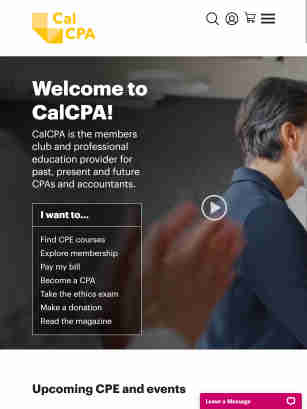 Cal
CPA
Welcome to
CalCPA!
CalCPA is the members
club and professional
education provider for
past, present and future
CPAs and accountants.
I want to...
Find CPE courses
Explore membership
Pay my bill
Become a CPA
Take the ethics exam
Make a donation
Read the magazine
Upcoming CPE and events
Leave a Message